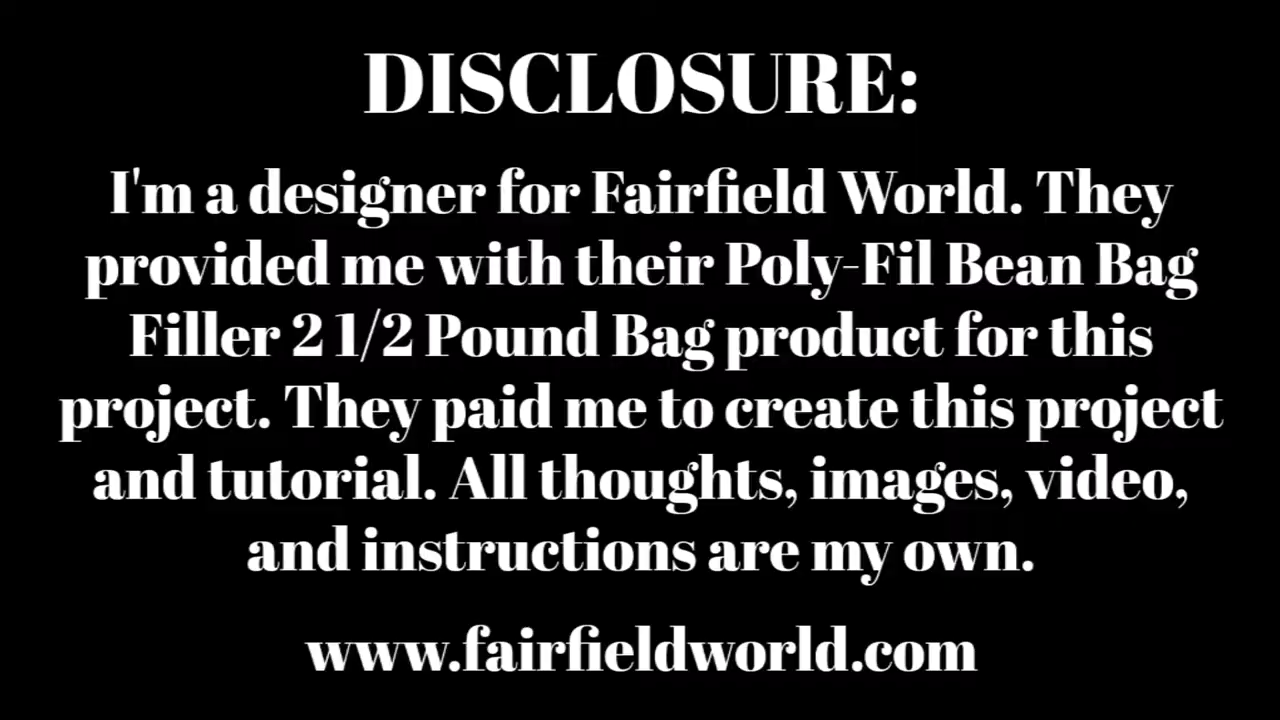 DISCLOSURE:
I'm a designer for Fairfield World. They
provided me with their Poly-Fil Bean Bag
Filler 2 1/2 Pound Bag product for this
project. They paid me to create this project
and tutorial. All thoughts, images, video,
and instructions are my own.
www.fairfieldworld.com